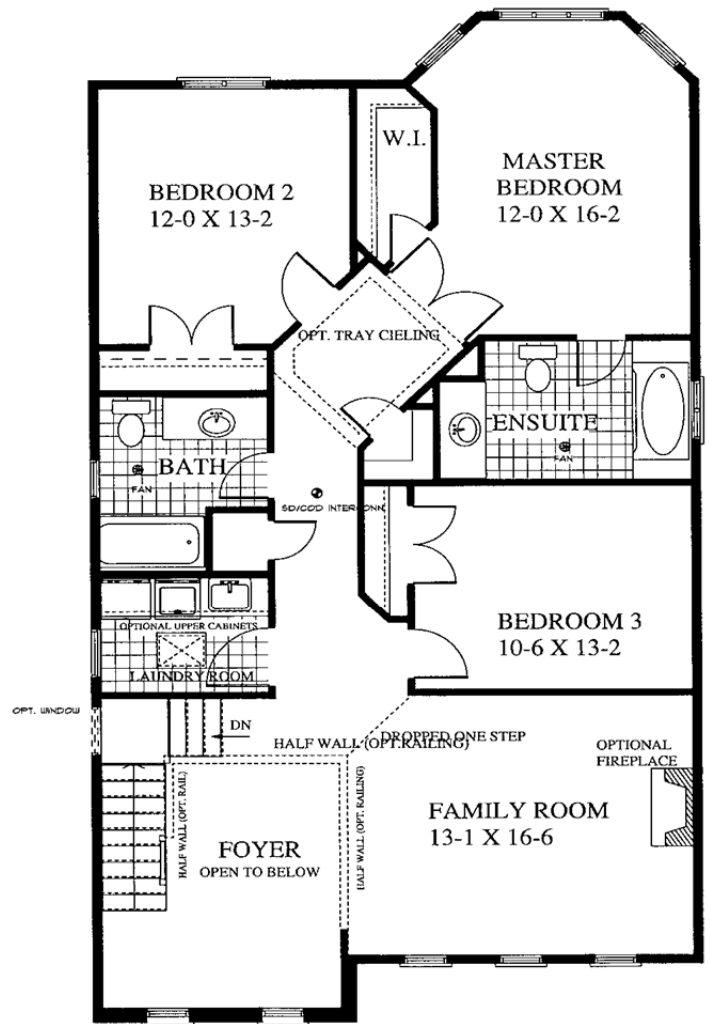 W.I.
MASTER
BEDROOM
12-0 X 16-2
BEDROOM 2
12-0 X 13-2
OPT. TRAY CIELING
ENSUITE
FAN
BATH
FAN
SD/COD INTERCONN.
BEDROOM 3
10-6 X 13-2
OPTIONAL UPPER CABINETS
LAUNDRY ROOM
OPT. WINDOW
DN
HALF WALL (OPT.RAILING)
DROPPED ONE STEP
OPTIONAL
FIREPLACE
HALF WALL (OPT. RAIL)
HALF WALL (OPT. RAILING)
FAMILY ROOM
13-1 X 16-6
FOYER
OPEN TO BELOW